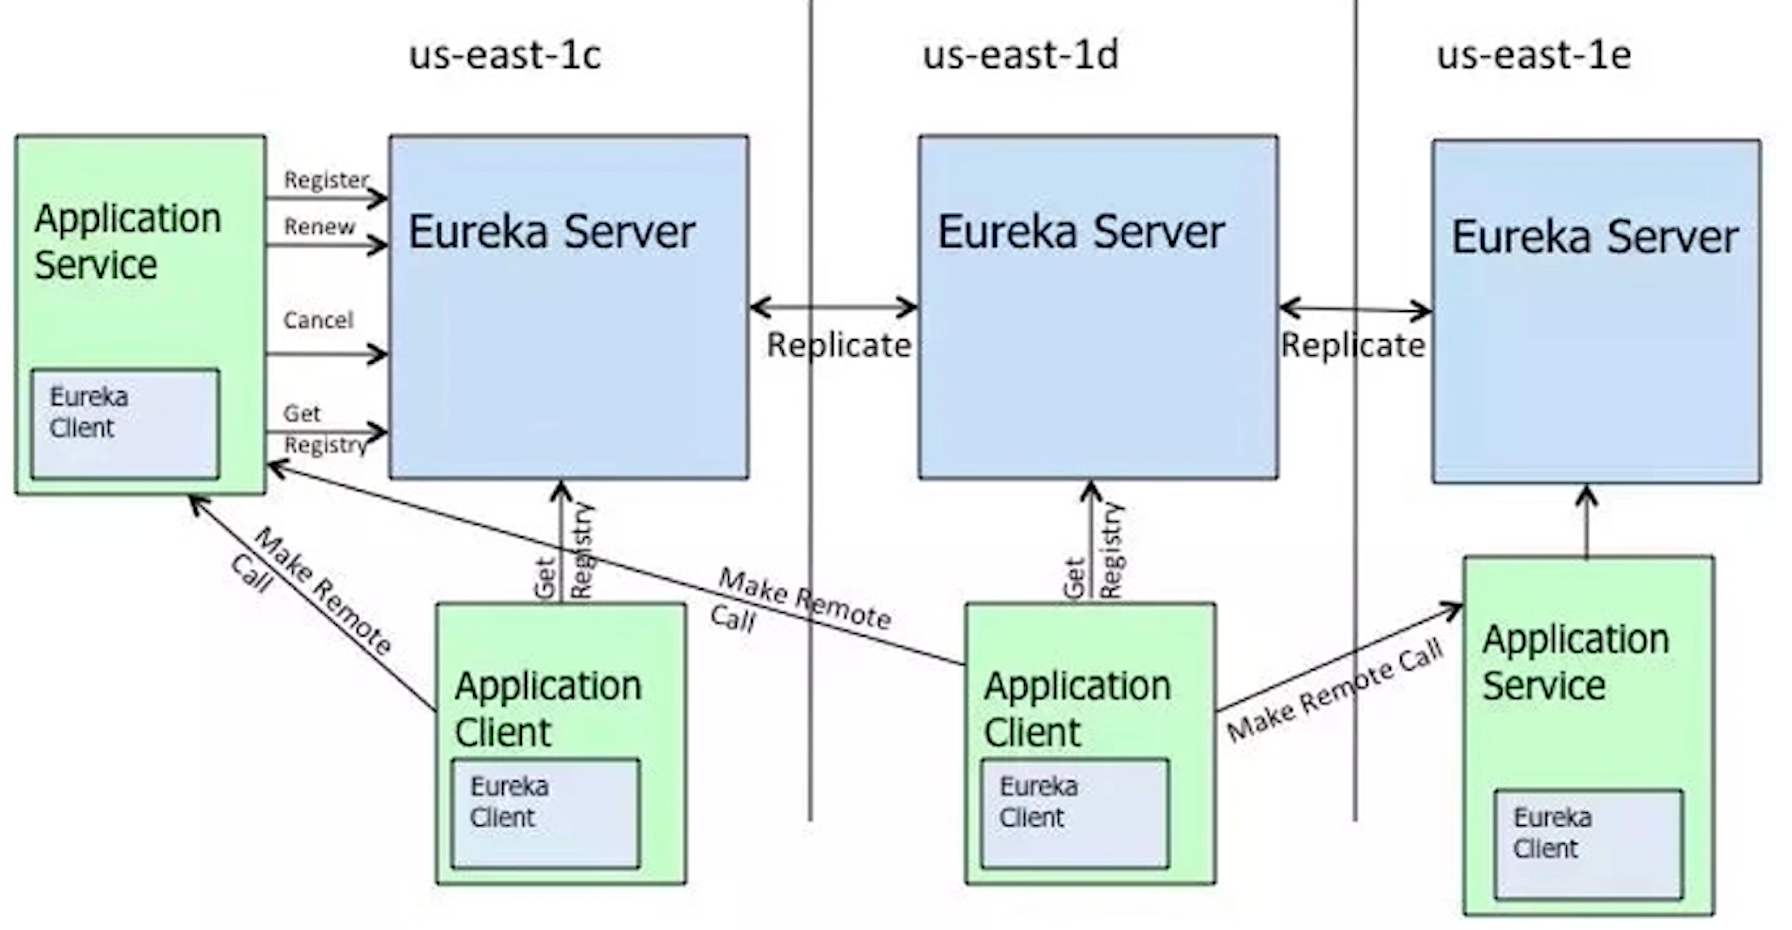 us-east-1c
us-east-1d
us-east-1e
Application
Service
Eureka
Client
Register
Renew
Cancel
Get
Registry
Eureka Server
Replicate
Eureka Server
Replicate
Eureka Server
Make Remote
Call
Get
Registry
Make Remote
Call
Get
Registry
Make Remote Call
Application
Client
Eureka
Client
Application
Client
Eureka
Client
Application
Service
Eureka
Client